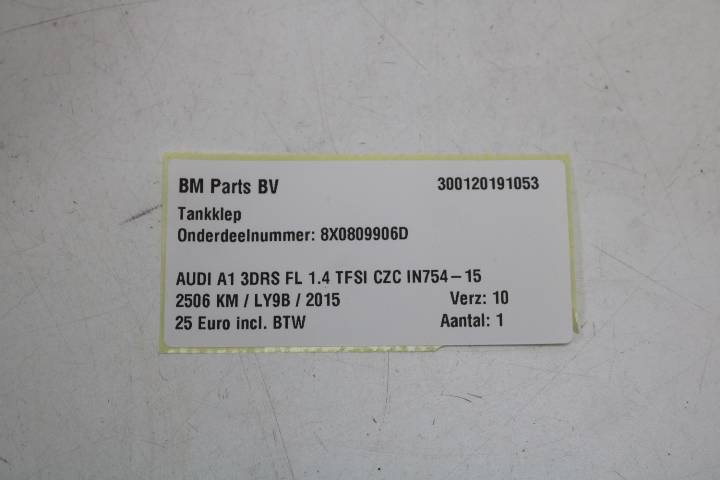 BM Parts BV 300120191053
Tankklep
Onderdeelnummer: 8X0809906D
AUDI A1 3DRS FL 1.4 TFSI CZC IN754-15
2506 KM / LY9B / 2015 Verz: 10
25 Euro incl. BTW Aantal: 1